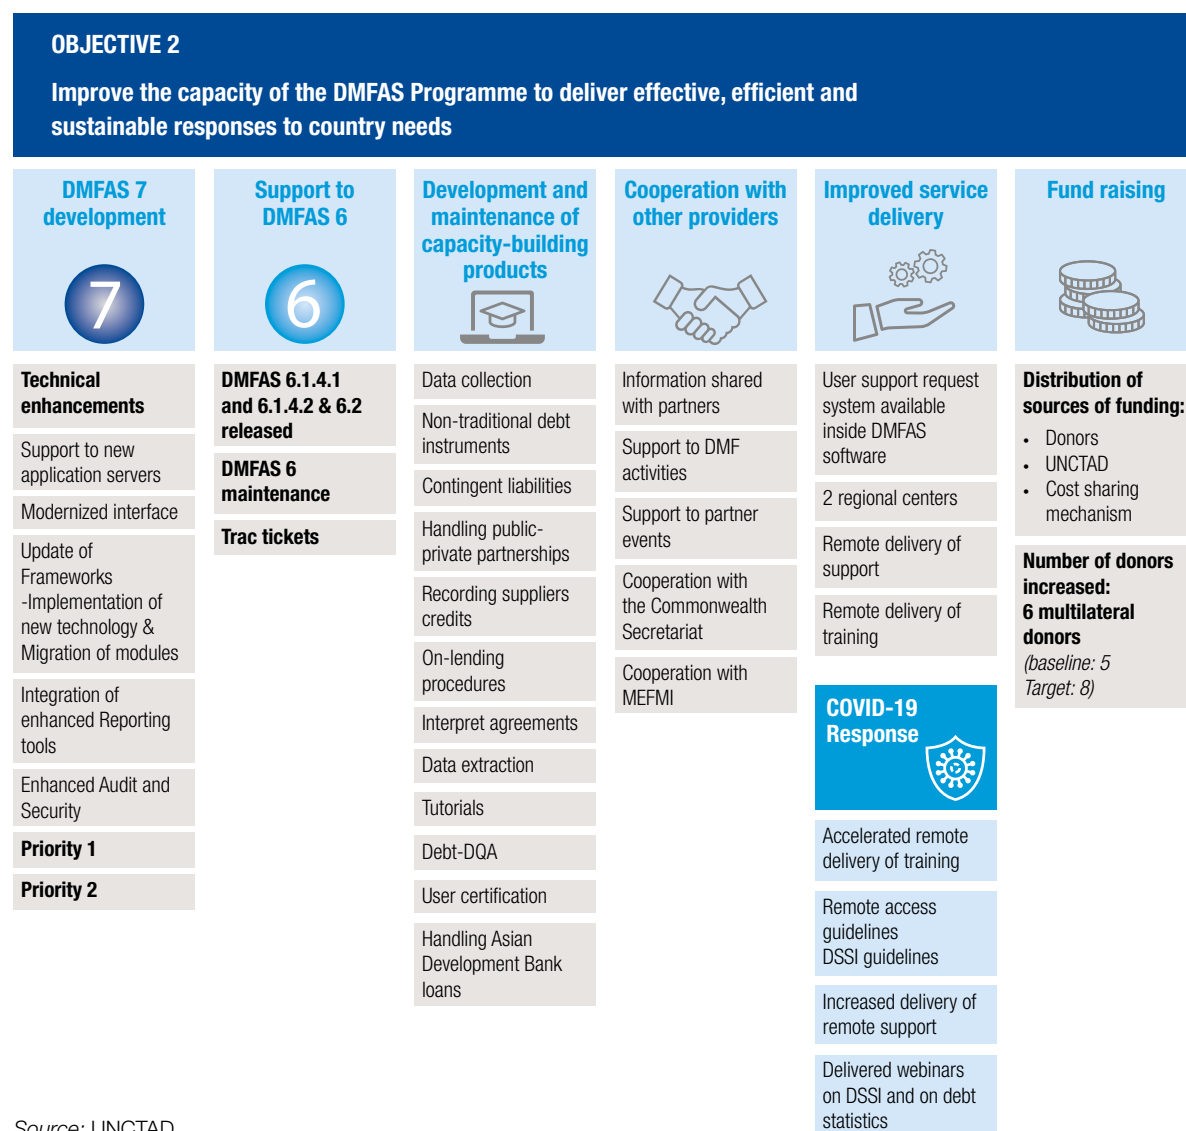 OBJECTIVE 2
Improve the capacity of the DMFAS Programme to deliver effective, efficient and
sustainable responses to country needs
DMFAS 7
development
7
Technical
enhancements
Support to new
application servers
Modernized interface
Update of
Frameworks
-Implementation of
new technology &
Migration of modules
Integration of
enhanced Reporting
tools
Enhanced Audit and
Security
Priority 1
Priority 2
Support to
DMFAS 6
6
DMFAS 6.1.4.1
and 6.1.4.2 & 6.2
released
DMFAS 6
maintenance
Trac tickets
Development and
maintenance of
capacity-building
products
Data collection
Non-traditional debt
instruments
Contingent liabilities
Handling public-
private partnerships
Recording suppliers
credits
On-lending
procedures
Interpret agreements
Data extraction
Tutorials
Debt-DQA
User certification
Handling Asian
Development Bank
loans
Cooperation with
other providers
Information shared
with partners
Support to DMF
activities
Support to partner
events
Cooperation with
the Commonwealth
Secretariat
Cooperation with
MEFMI
Improved service
delivery
User support request
system available
inside DMFAS
software
2 regional centers
Remote delivery of
support
Remote delivery of
training
COVID-19
Response
Accelerated remote
delivery of training
Remote access
guidelines
DSSI guidelines
Increased delivery of
remote support
Delivered webinars
on DSSI and on debt
statistics
Fund raising
Distribution of
sources of funding:
• Donors
• UNCTAD
• Cost sharing
mechanism
Number of donors
increased:
6 multilateral
donors
(baseline: 5
Target: 8)
Source: UNCTAD